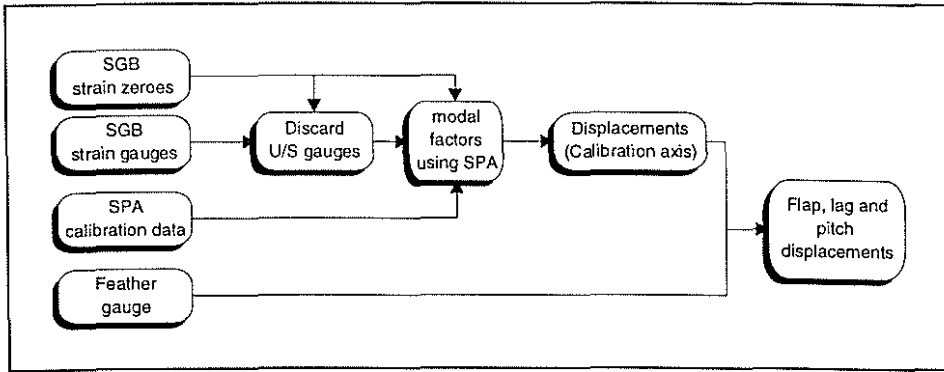 SGB
strain zeroes
SGB
strain gauges
Discard
U/S gauges
modal
factors
using SPA
Displacements
(Calibration axis)
SPA
calibration data
Flap, lag and
pitch
displacements
Feather
gauge